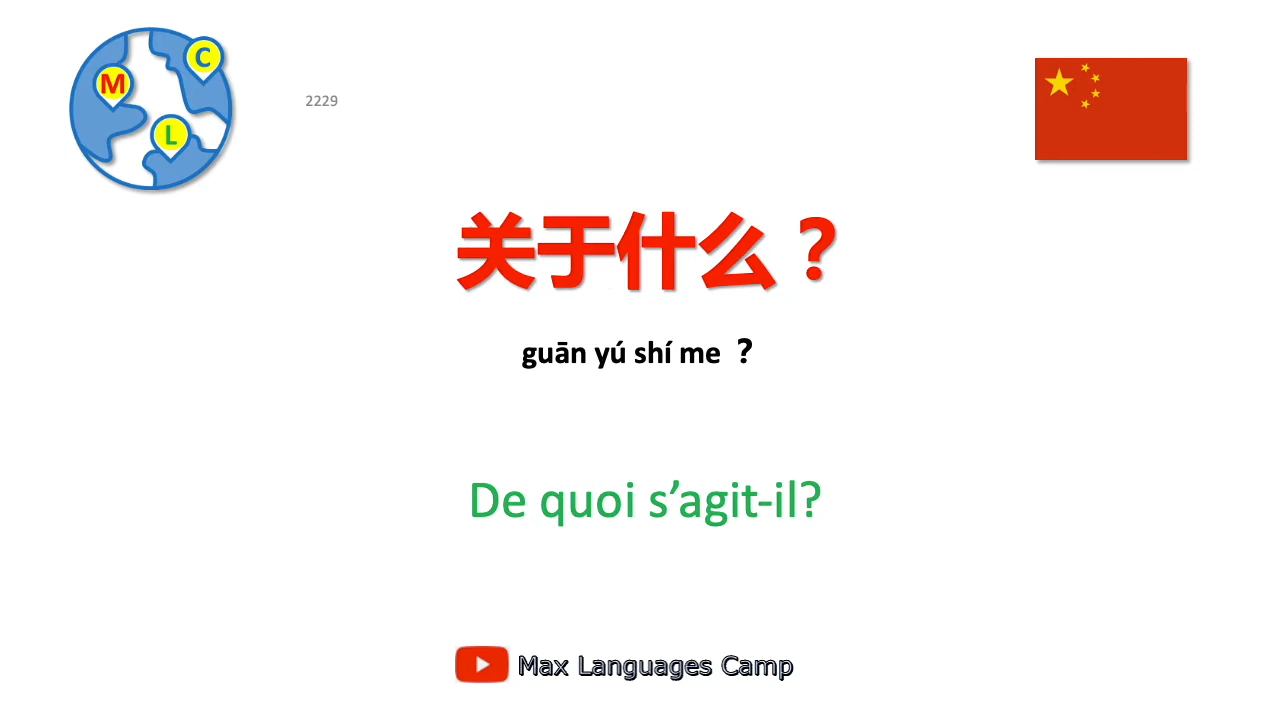 M
C
L
2229
关于什么？
guān yú shí me ?
De quoi s’agit-il?
Max Languages Camp